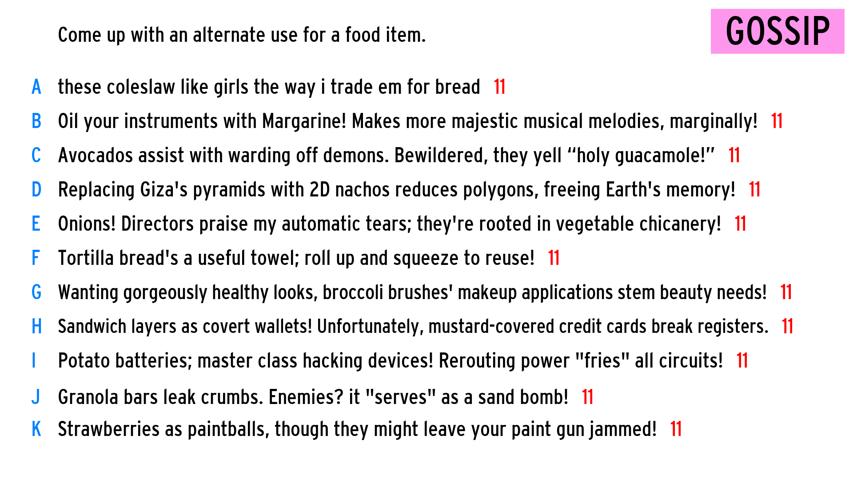 Come up with an alternate use for a food item.
GOSSIP
A these coleslaw like girls the way i trade em for bread 11
B Oil your instruments with Margarine! Makes more majestic musical melodies, marginally! 11
C Avocados assist with warding off demons. Bewildered, they yell “holy guacamole!” 11
D Replacing Giza's pyramids with 2D nachos reduces polygons, freeing Earth's memory! 11
E Onions! Directors praise my automatic tears; they're rooted in vegetable chicanery! 11
F Tortilla bread's a useful towel; roll up and squeeze to reuse! 11
G Wanting gorgeously healthy looks, broccoli brushes' makeup applications stem beauty needs! 11
H Sandwich layers as covert wallets! Unfortunately, mustard-covered credit cards break registers. 11
I Potato batteries; master class hacking devices! Rerouting power "fries" all circuits! 11
J Granola bars leak crumbs. Enemies? it "serves" as a sand bomb! 11
K Strawberries as paintballs, though they might leave your paint gun jammed! 11